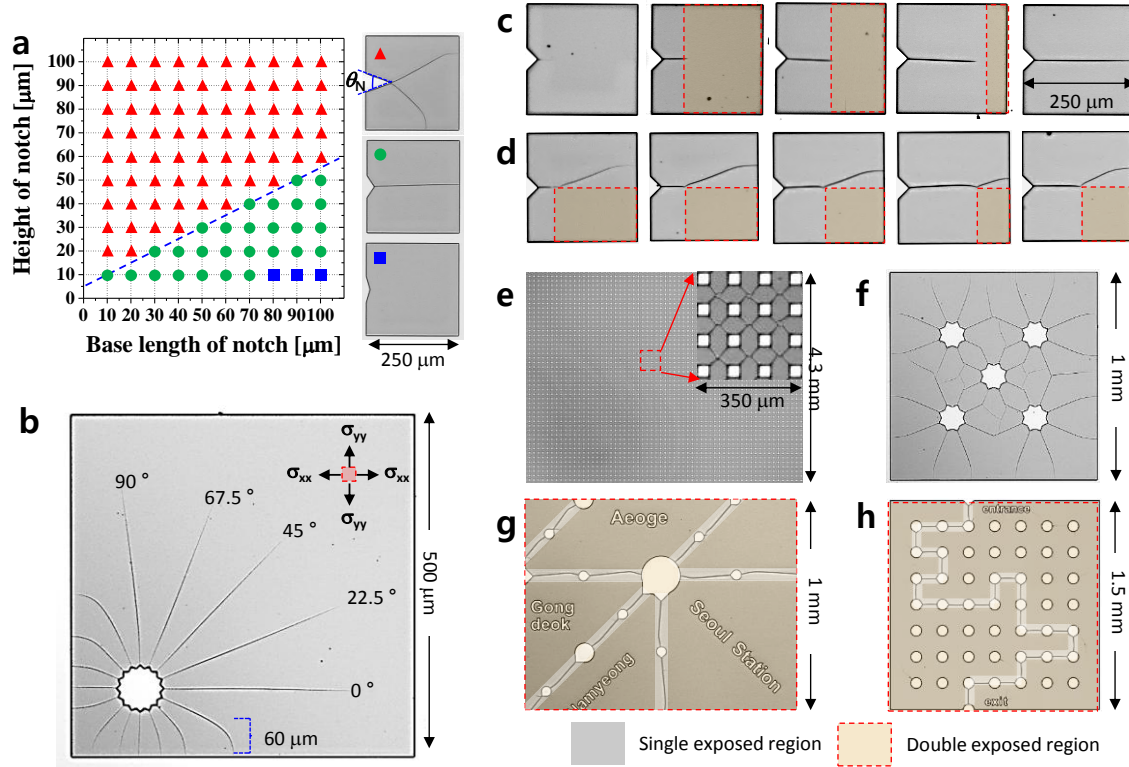 a
Height of notch [μm]
100
90
80
70
60
50
40
30
20
10
0
0 10 20 30 40 50 60 70 80 90 100
Base length of notch [μm]
θN
250 μm
b
σyy
σxx σxx
σyy
90 °
67.5 °
45 °
22.5 °
0 °
60 μm
500 μm
c
250 μm
d
e
350 μm
4.3 mm
f
1 mm
g
Aeoge
Gong
deok
Seoul Station
1 mm
h
entrance
exit
1.5 mm
Single exposed region
Double exposed region